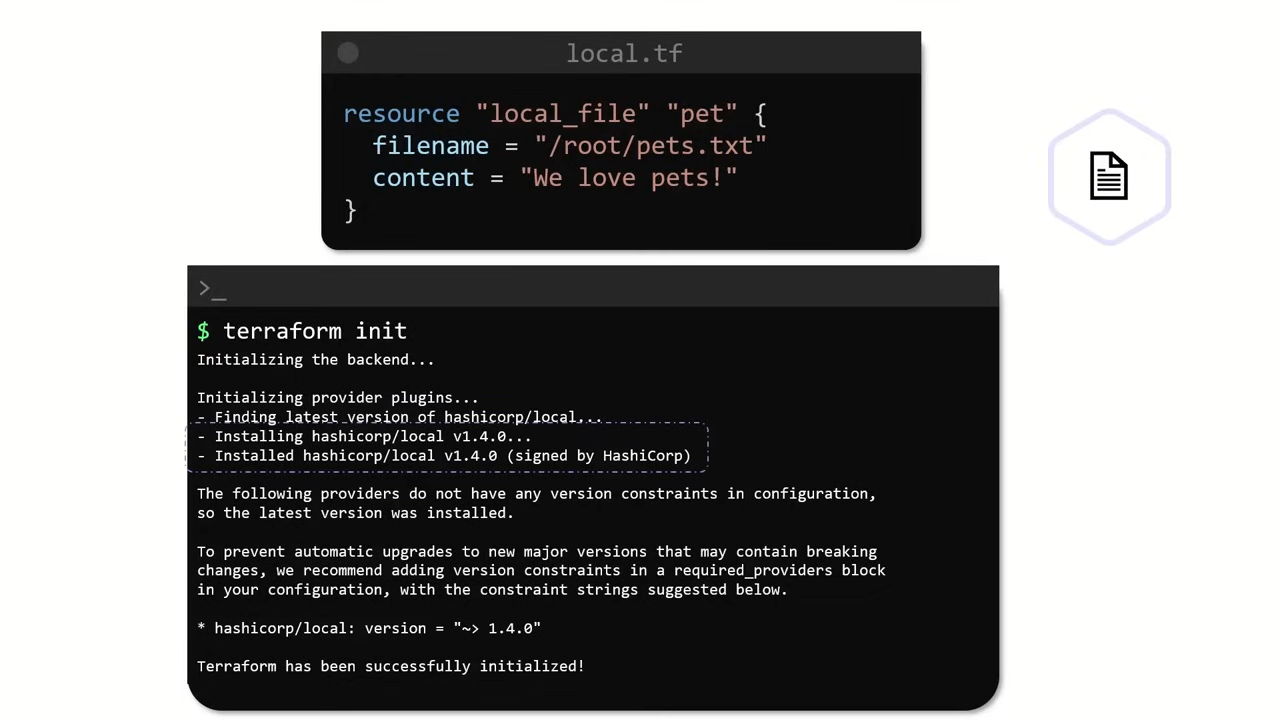 local.tf
resource "local_file" "pet" {
filename = "/root/pets.txt"
content = "We love pets!"
}
>_
$ terraform init
Initializing the backend...
Initializing provider plugins...
- Finding latest version of hashicorp/local...
- Installing hashicorp/local v1.4.0...
- Installed hashicorp/local v1.4.0 (signed by HashiCorp)
The following providers do not have any version constraints in configuration,
so the latest version was installed.
To prevent automatic upgrades to new major versions that may contain breaking
changes, we recommend adding version constraints in a required_providers block
in your configuration, with the constraint strings suggested below.
* hashicorp/local: version = "~> 1.4.0"
Terraform has been successfully initialized!